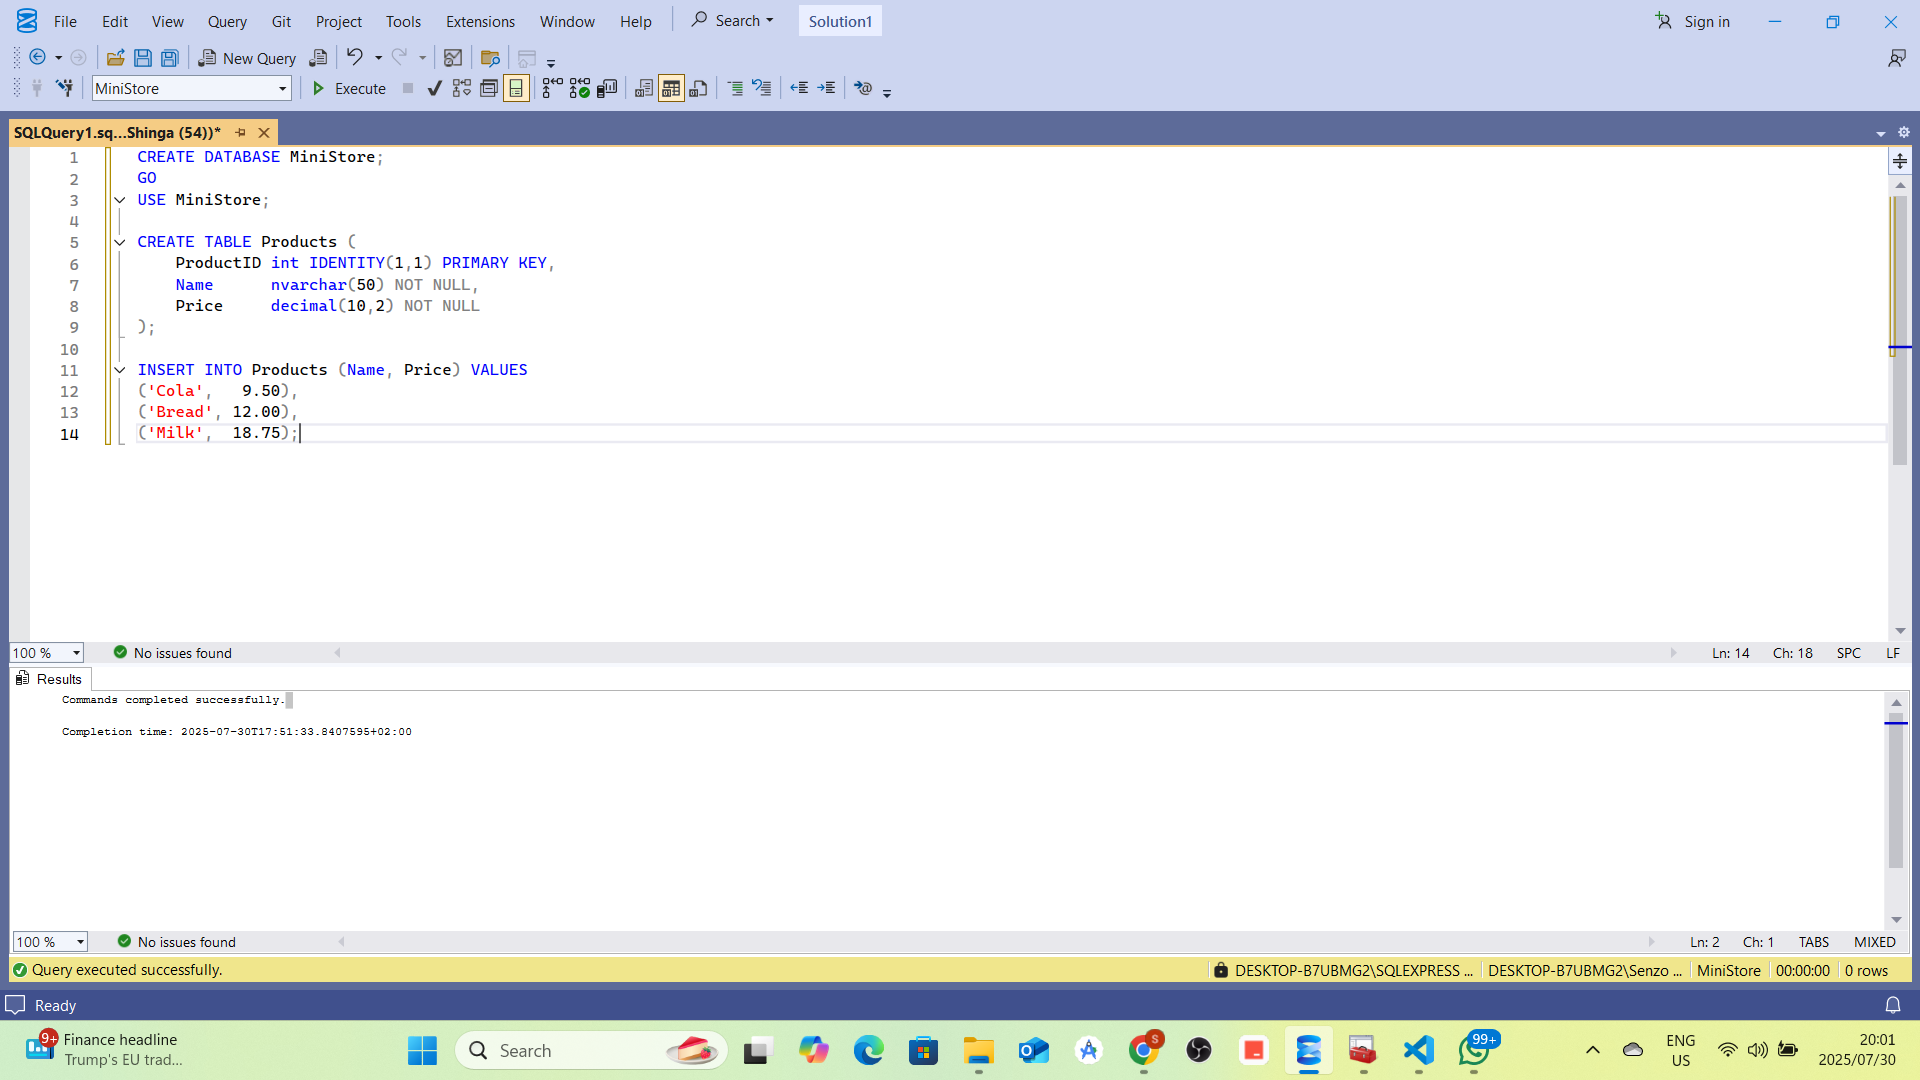 File Edit View Query Git Project Tools Extensions Window Help Search Solution1 Sign in
New Query
MiniStore Execute
SQLQuery1.sq...Shinga (54))*
1 CREATE DATABASE MiniStore;
2 GO
3 USE MiniStore;
4
5 CREATE TABLE Products (
6 ProductID int IDENTITY(1,1) PRIMARY KEY,
7 Name nvarchar(50) NOT NULL,
8 Price decimal(10,2) NOT NULL
9 );
10
11 INSERT INTO Products (Name, Price) VALUES
12 ('Cola', 9.50),
13 ('Bread', 12.00),
14 ('Milk', 18.75);
100 % No issues found Ln: 14 Ch: 18 SPC LF
Results
Commands completed successfully.
Completion time: 2025-07-30T17:51:33.8407595+02:00
100 % No issues found Ln: 2 Ch: 1 TABS MIXED
Query executed successfully. DESKTOP-B7UBMG2\SQLEXPRESS ... DESKTOP-B7UBMG2\Senzo ... MiniStore 00:00:00 0 rows
Ready
9+ Finance headline
Trump's EU trad...
Search
S
99+
ENG
US
20:01
2025/07/30